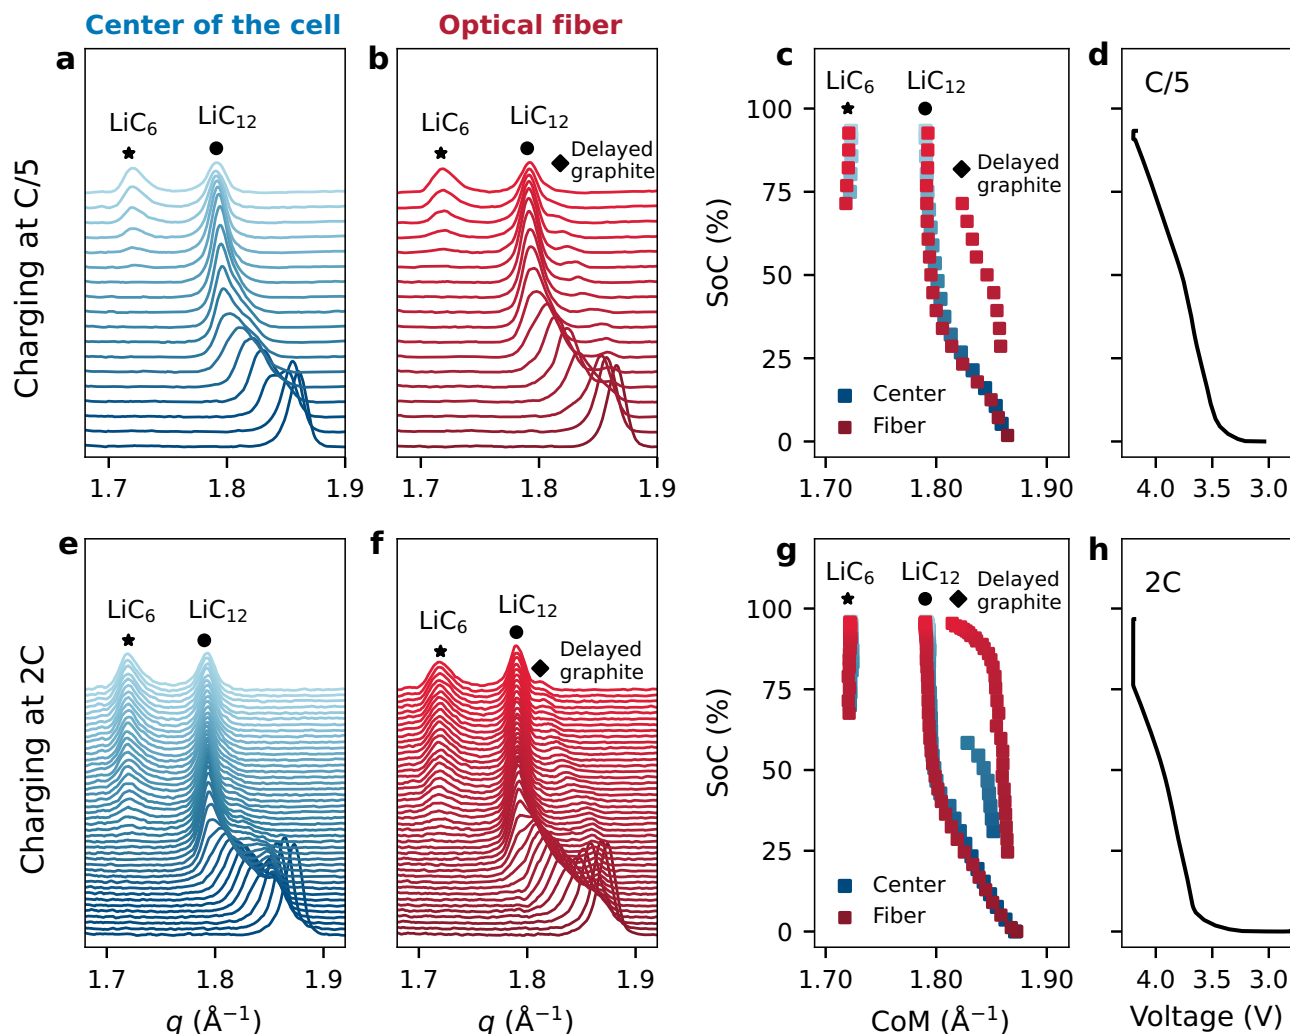 Center of the cell
Optical fiber
a
b
c
d
LiC₆
LiC₁₂
LiC₆
LiC₁₂
Delayed
graphite
LiC₆
LiC₁₂
Delayed
graphite
C/5
Charging at C/5
SoC (%)
100
75
50
25
0
Center
Fiber
1.7
1.8
1.9
1.7
1.8
1.9
1.70
1.80
1.90
4.0
3.5
3.0
e
f
g
h
LiC₆
LiC₁₂
LiC₆
LiC₁₂
Delayed
graphite
LiC₆
LiC₁₂
Delayed
graphite
2C
Charging at 2C
SoC (%)
100
75
50
25
0
Center
Fiber
1.7
1.8
1.9
1.7
1.8
1.9
1.70
1.80
1.90
4.0
3.5
3.0
q (Å⁻¹)
q (Å⁻¹)
CoM (Å⁻¹)
Voltage (V)